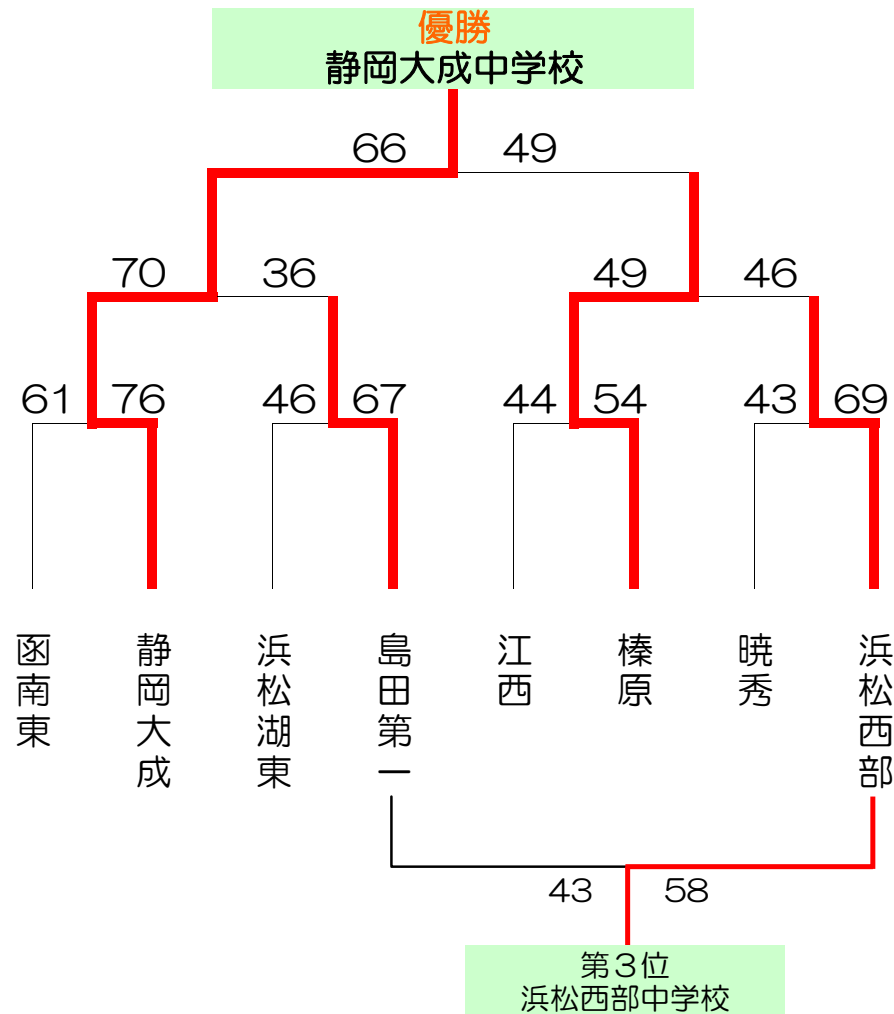 優勝
静岡大成中学校
66 49
70 36 49 46
61 76 46 67 44 54 43 69
函南東
静岡大成
浜松湖東
島田第一
江西
榛原
暁秀
浜松西部
43 58
第3位
浜松西部中学校